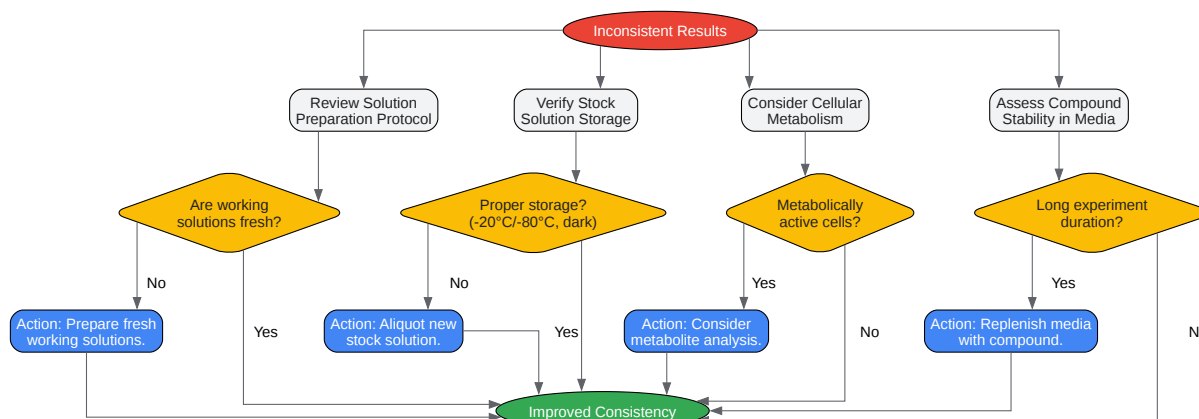 Inconsistent Results
Review Solution
Preparation Protocol
Verify Stock
Solution Storage
Consider Cellular
Metabolism
Assess Compound
Stability in Media
Are working
solutions fresh?
Proper storage?
(-20°C/-80°C, dark)
Metabolically
active cells?
Long experiment
duration?
No
No
Yes
Yes
Action: Prepare fresh
working solutions.
Yes
Action: Aliquot new
stock solution.
Yes
Action: Consider
metabolite analysis.
No
Action: Replenish media
with compound.
Improved Consistency